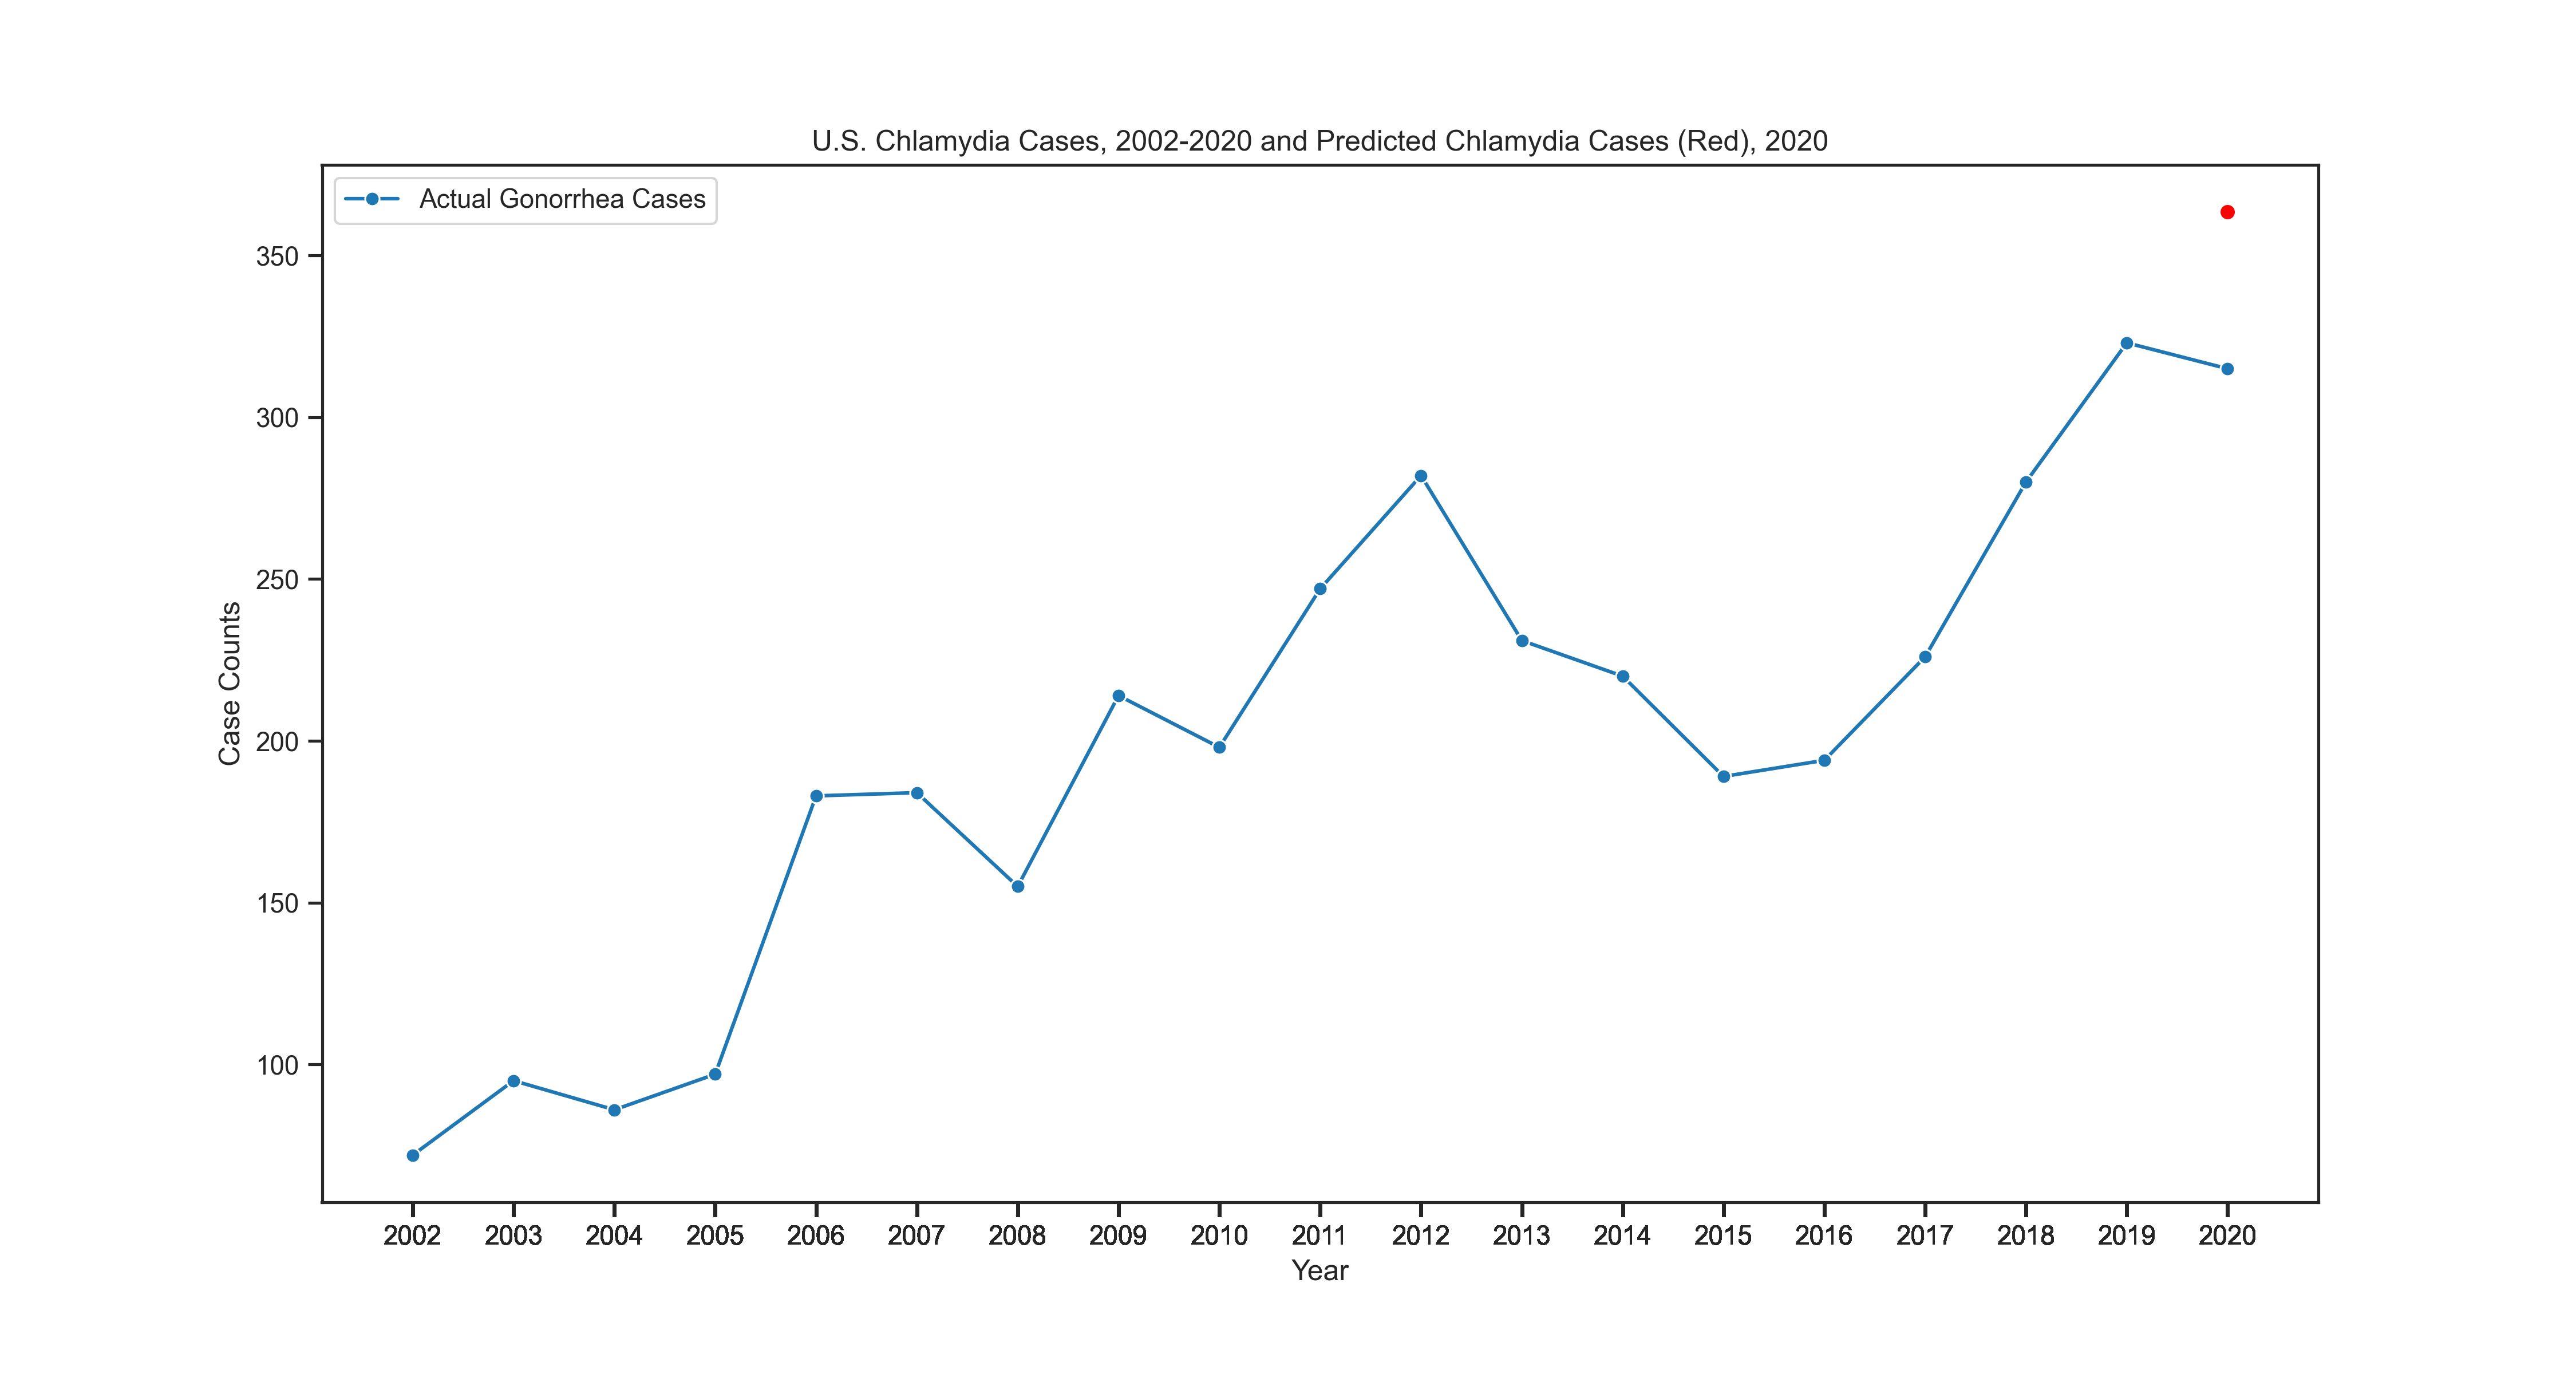 U.S. Chlamydia Cases, 2002-2020 and Predicted Chlamydia Cases (Red), 2020
Actual Gonorrhea Cases
350
300
250
200
150
100
Case Counts
2002 2003 2004 2005 2006 2007 2008 2009 2010 2011 2012 2013 2014 2015 2016 2017 2018 2019 2020
Year